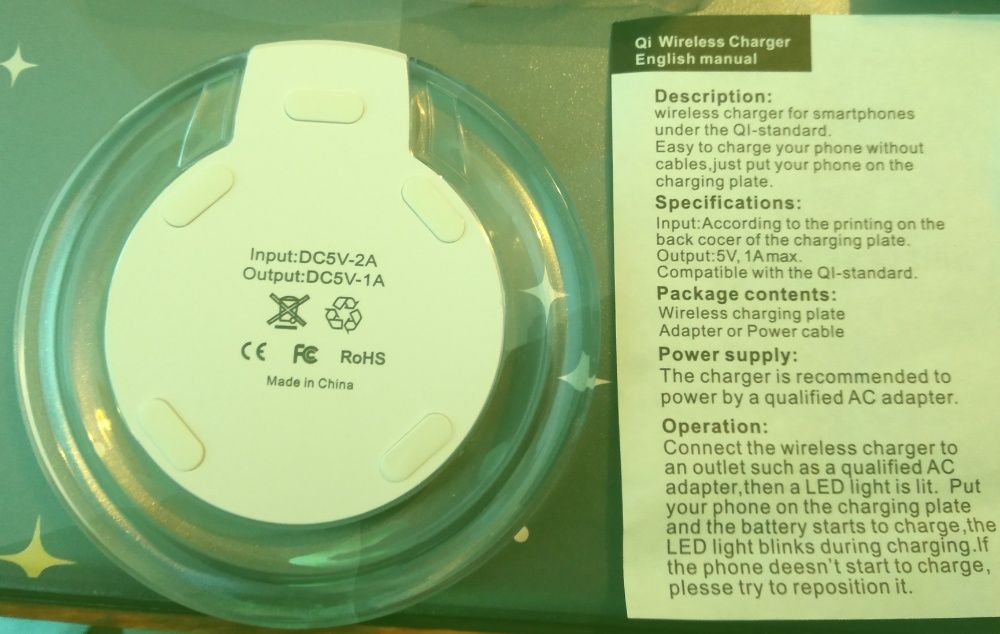 Input:DC5V-2A
Output:DC5V-1A
CE FC RoHS
Made in China
Qi Wireless Charger
English manual
Description:
wireless charger for smartphones
under the QI-standard.
Easy to charge your phone without
cables,just put your phone on the
charging plate.
Specifications:
Input:According to the printing on the
back cocer of the charging plate.
Output:5V, 1Amax.
Compatible with the QI-standard.
Package contents:
Wireless charging plate
Adapter or Power cable
Power supply:
The charger is recommended to
power by a qualified AC adapter.
Operation:
Connect the wireless charger to
an outlet such as a qualified AC
adapter,then a LED light is lit. Put
your phone on the charging plate
and the battery starts to charge,the
LED light blinks during charging.If
the phone deesn't start to charge,
plesse try to reposition it.